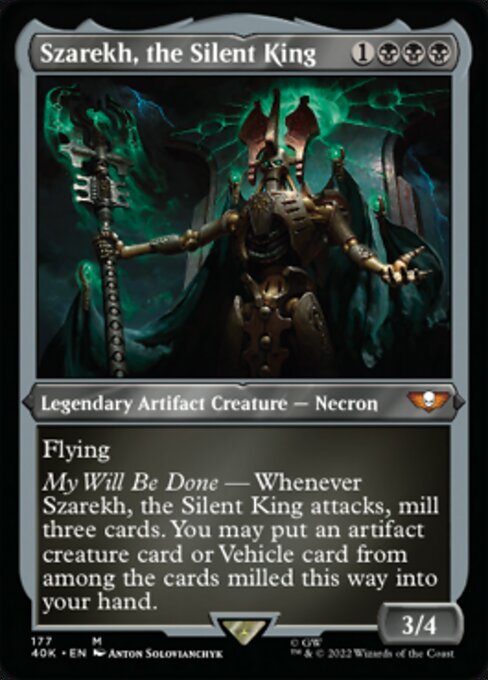 Szarekh, the Silent King 1
Legendary Artifact Creature — Necron
Flying
My Will Be Done — Whenever
Szarekh, the Silent King attacks, mill
three cards. You may put an artifact
creature card or Vehicle card from
among the cards milled this way into
your hand.
3/4
177 M
40K • EN Anton Solovianchyk
© GW
™ & © 2022 Wizards of the Coast